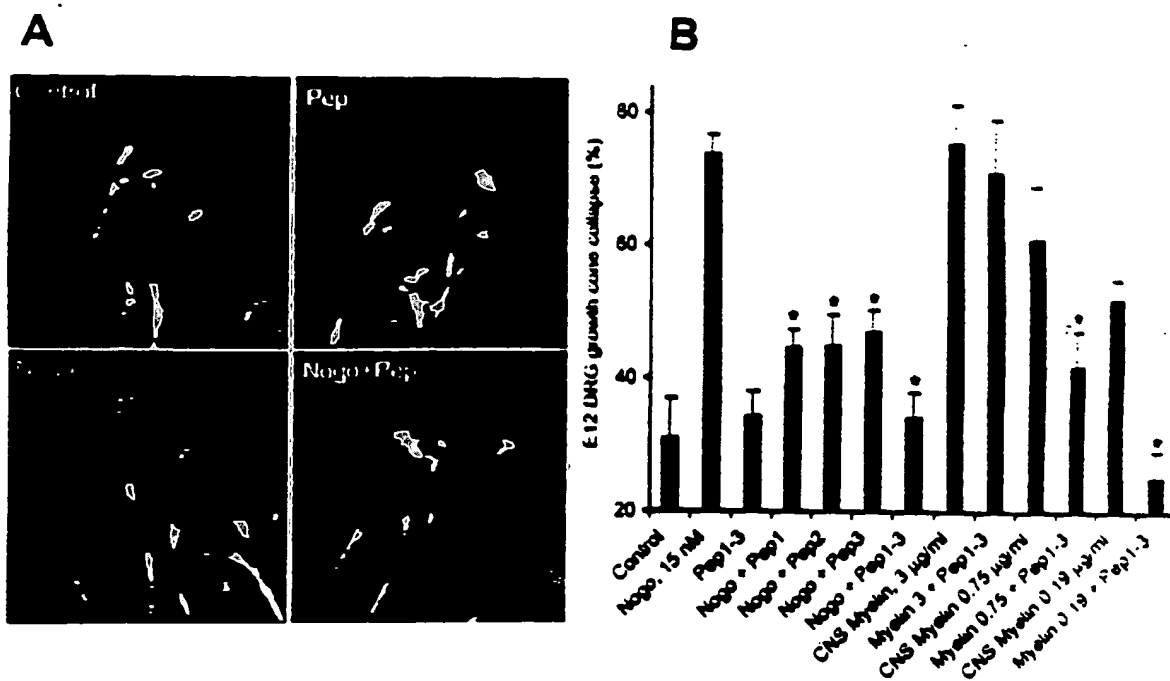 A
B
Control
Pep
Nogo+Pep
E12 DRG growth cone collapse (%)
80
60
40
20
Control
Nogo, 15 nM
Pep1-3
Nogo + Pep1
Nogo + Pep2
Nogo + Pep3
Nogo + Pep1-3
CNS Myelin, 3 µg/ml
Myelin 3 + Pep1-3
CNS Myelin 0.75 µg/ml
Myelin 0.75 + Pep1-3
CNS Myelin 0 19 µg/ml
Myelin 0 19 + Pep1-3